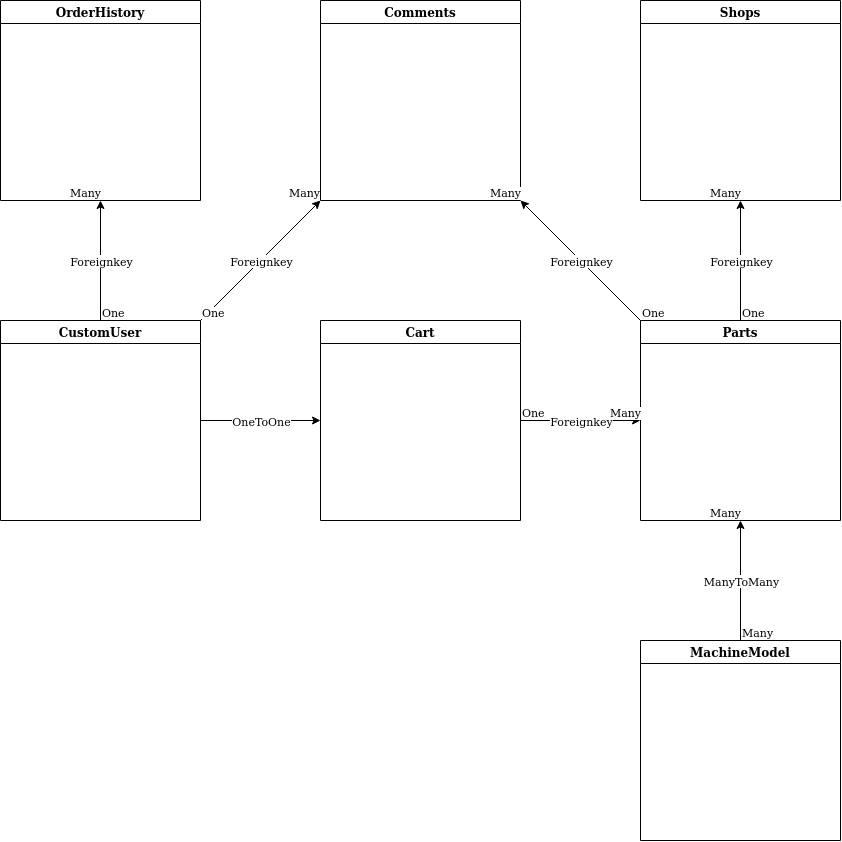 OrderHistory
Comments
Shops
Many
Many
Many
Many
Foreignkey
Foreignkey
Foreignkey
Foreignkey
One
One
One
One
CustomUser
Cart
Parts
OneToOne
One
Foreignkey
Many
Many
ManyToMany
Many
MachineModel